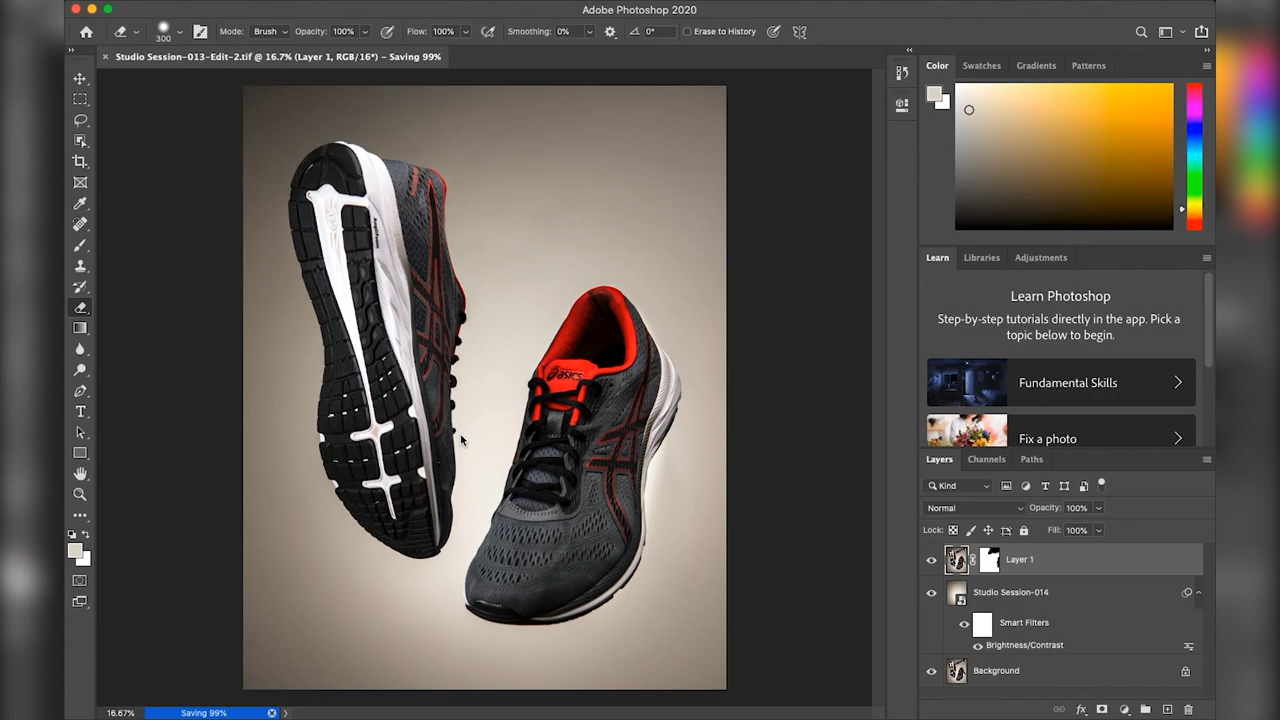 Adobe Photoshop 2020
300 Mode: Brush Opacity: 100% Flow: 100% Smoothing: 0% 0° Erase to History
Studio Session-013-Edit-2.tif @ 16.7% (Layer 1, RGB/16*) – Saving 99%
Color Swatches Gradients Patterns
Learn Libraries Adjustments
Learn Photoshop
Step-by-step tutorials directly in the app. Pick a
topic below to begin.
Fundamental Skills
Fix a photo
asics
Layers Channels Paths
Kind
Normal Opacity: 100%
Lock: Fill: 100%
Layer 1
Studio Session-014
Smart Filters
Brightness/Contrast
Background
fx
16.67% Saving 99%